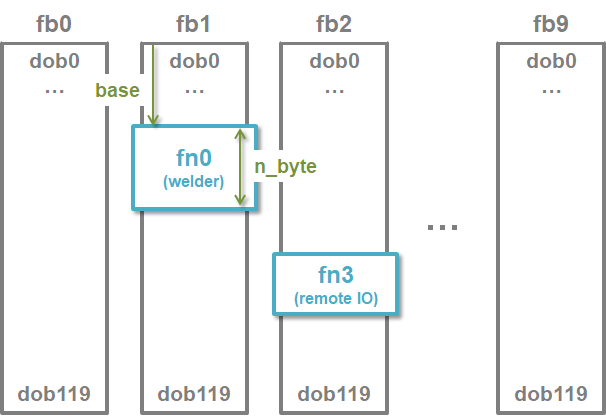 fb0 fb1 fb2 fb9
dob0 dob0 dob0 dob0
... ... ... ...
base
fn0
(welder)
n_byte
...
fn3
(remote IO)
dob119 dob119 dob119 dob119